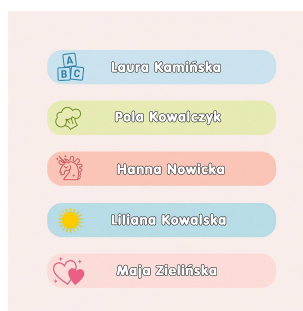 A
B C
Laura Kamińska
Pola Kowalczyk
Hanna Nowicka
Liliana Kowalska
Maja Zielińska